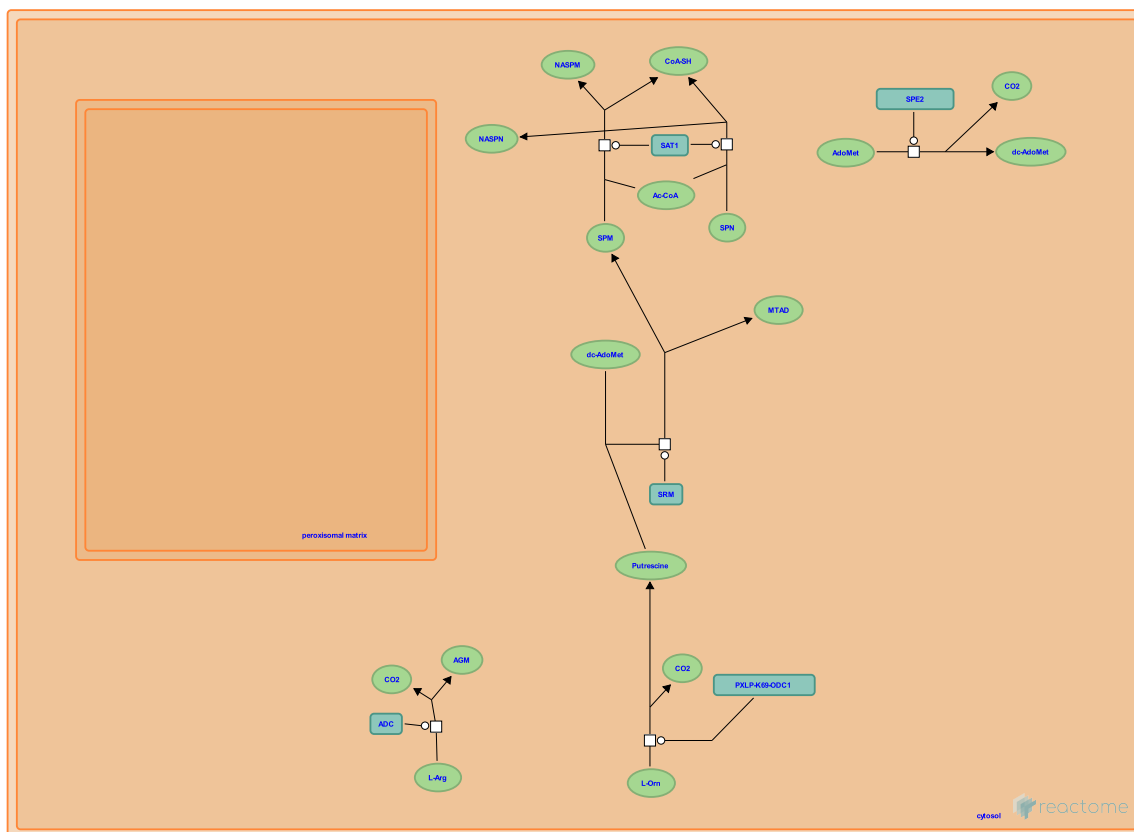 NASPM
CoA-SH
CO2
SPE2
NASPN
SAT1
AdoMet
dc-AdoMet
Ac-CoA
SPM
SPN
MTAD
dc-AdoMet
SRM
peroxisomal matrix
Putrescine
AGM
CO2
CO2
PXLP-K69-ODC1
ADC
L-Arg
L-Orn
cytosol
reactome